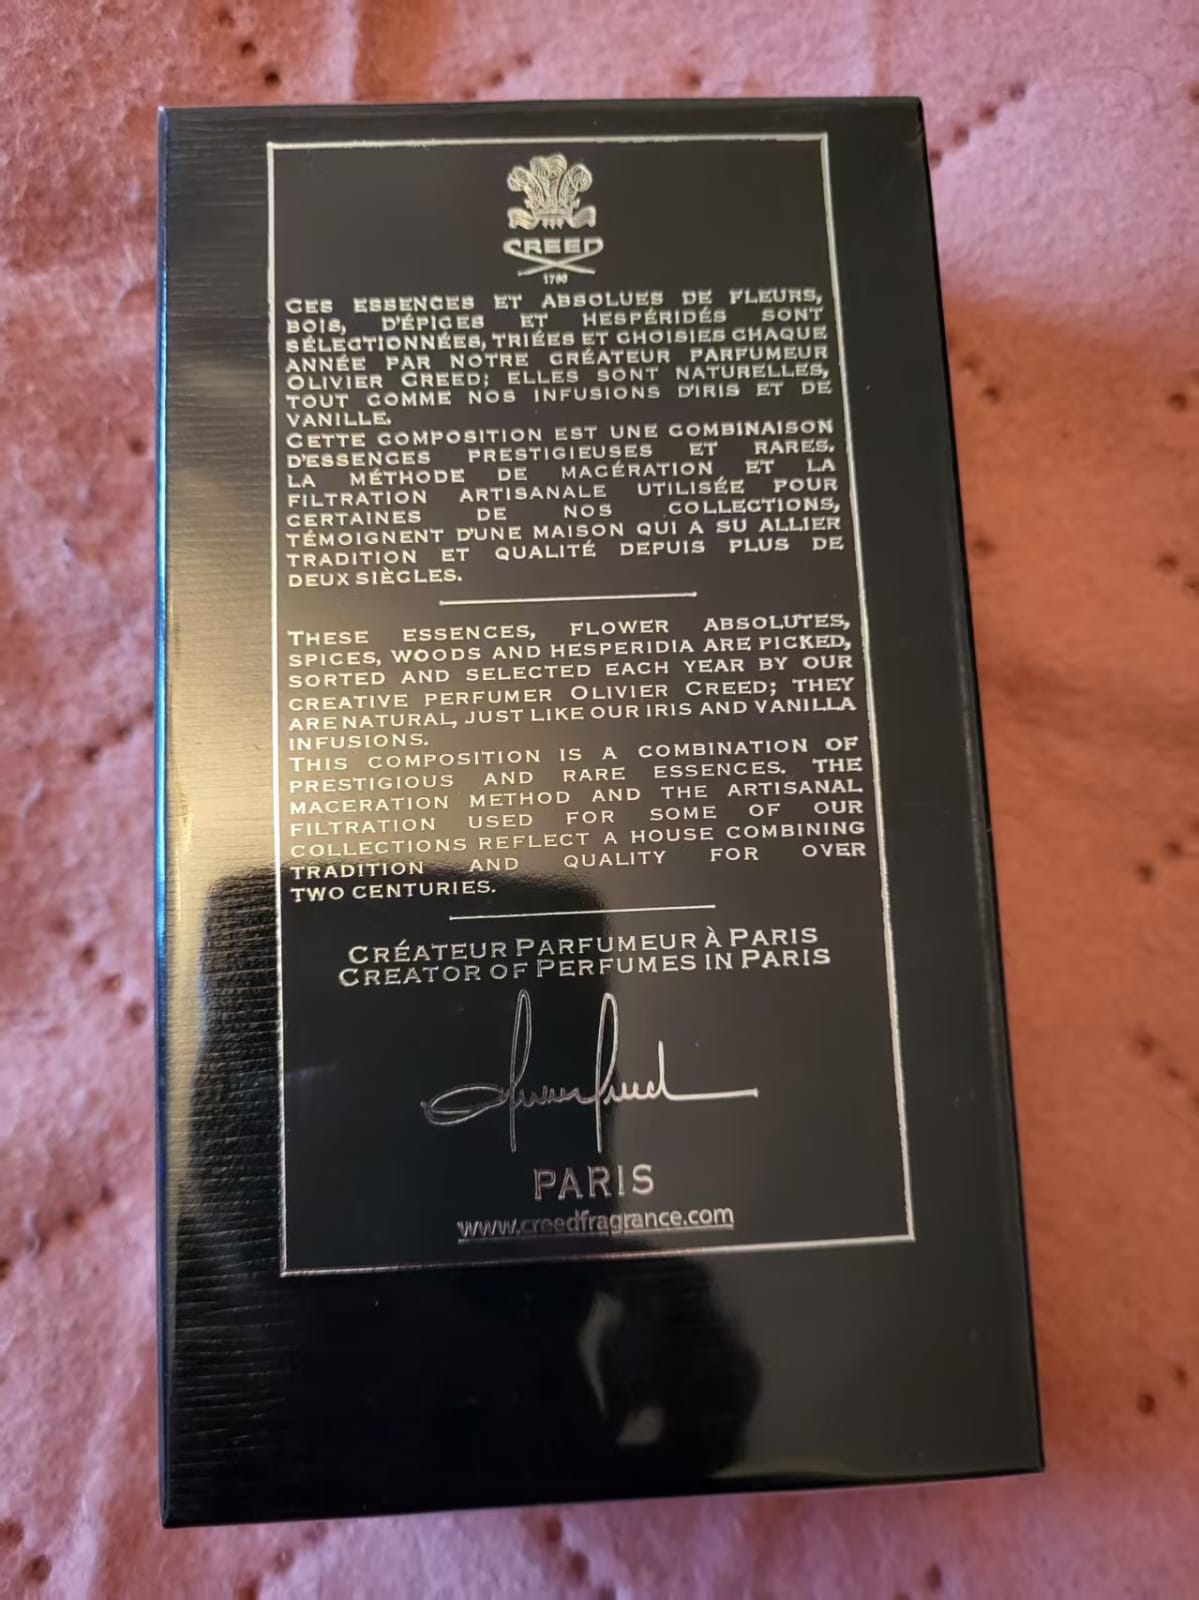 CREED
1760
CES ESSENCES ET ABSOLUES DE FLEURS,
BOIS, D'ÉPICES ET HESPÉRIDÉS SONT
SÉLECTIONNÉES, TRIÉES ET CHOISIES CHAQUE
ANNÉE PAR NOTRE CRÉATEUR PARFUMEUR
OLIVIER CREED; ELLES SONT NATURELLES,
TOUT COMME NOS INFUSIONS D'IRIS ET DE
VANILLE.
CETTE COMPOSITION EST UNE COMBINAISON
D'ESSENCES PRESTIGIEUSES ET RARES.
LA MÉTHODE DE MACÉRATION ET LA
FILTRATION ARTISANALE UTILISÉE POUR
CERTAINES DE NOS COLLECTIONS,
TÉMOIGNENT D'UNE MAISON QUI A SU ALLIER
TRADITION ET QUALITÉ DEPUIS PLUS DE
DEUX SIÈCLES.
THESE ESSENCES, FLOWER ABSOLUTES,
SPICES, WOODS AND HESPERIDIA ARE PICKED,
SORTED AND SELECTED EACH YEAR BY OUR
CREATIVE PERFUMER OLIVIER CREED; THEY
ARE NATURAL, JUST LIKE OUR IRIS AND VANILLA
INFUSIONS.
THIS COMPOSITION IS A COMBINATION OF
PRESTIGIOUS AND RARE ESSENCES. THE
MACERATION METHOD AND THE ARTISANAL
FILTRATION USED FOR SOME OF OUR
COLLECTIONS REFLECT A HOUSE COMBINING
TRADITION AND QUALITY FOR OVER
TWO CENTURIES.
CRÉATEUR PARFUMEUR À PARIS
CREATOR OF PERFUMES IN PARIS
Olivier Creed
PARIS
www.creedfragrance.com